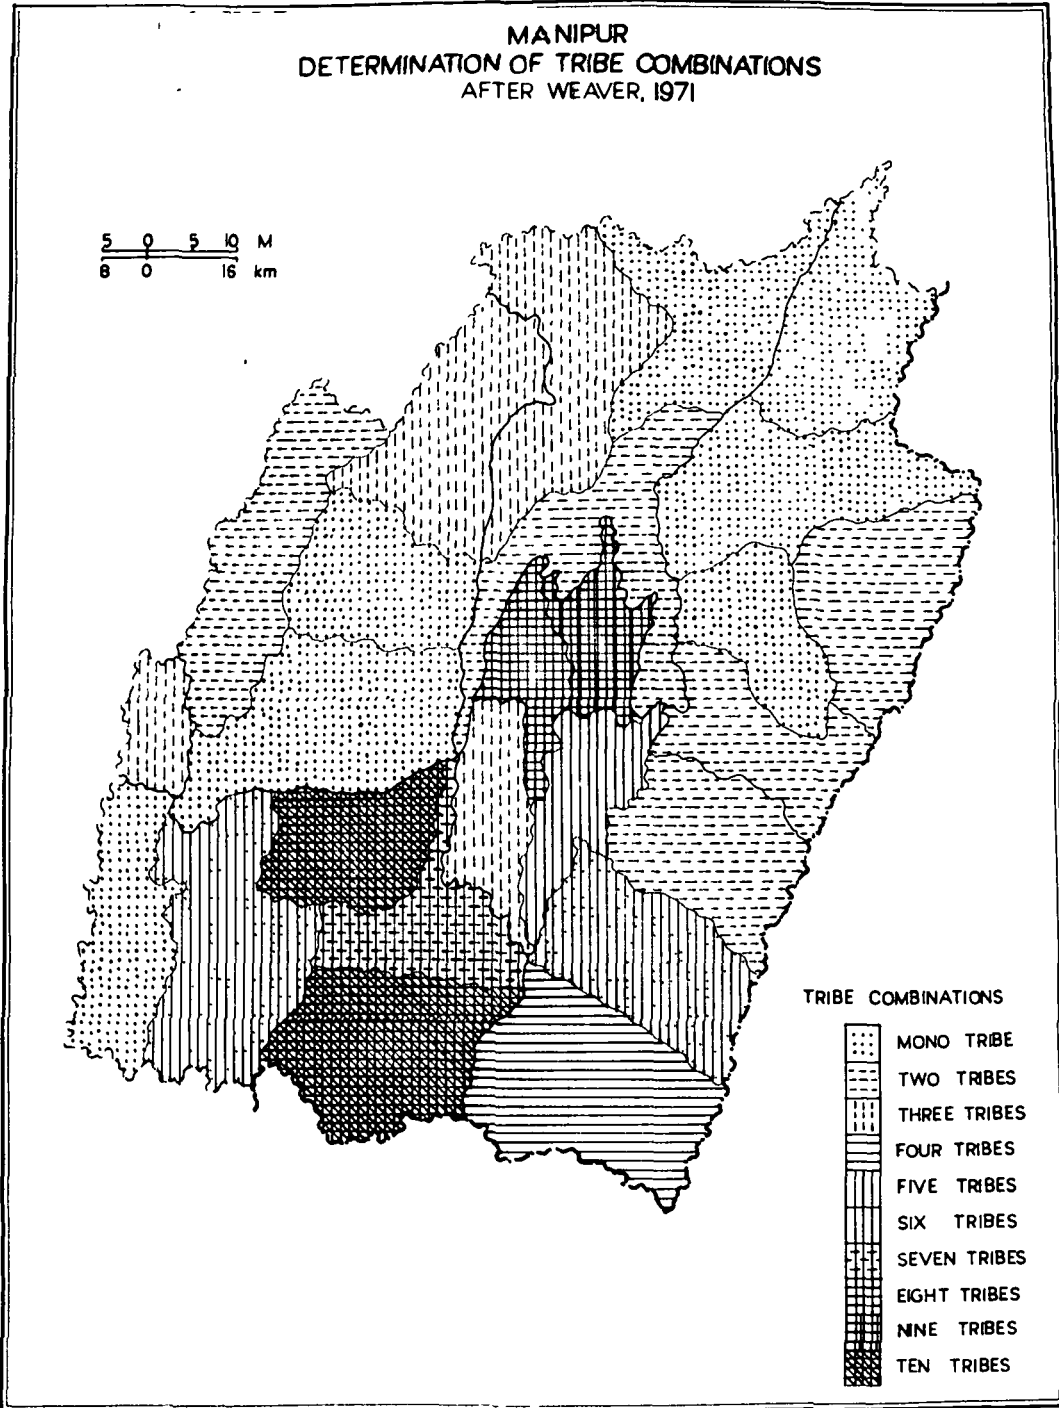 MANIPUR
DETERMINATION OF TRIBE COMBINATIONS
AFTER WEAVER, 1971
5 0 5 10 M
8 0 16 km
TRIBE COMBINATIONS
MONO TRIBE
TWO TRIBES
THREE TRIBES
FOUR TRIBES
FIVE TRIBES
SIX TRIBES
SEVEN TRIBES
EIGHT TRIBES
NINE TRIBES
TEN TRIBES